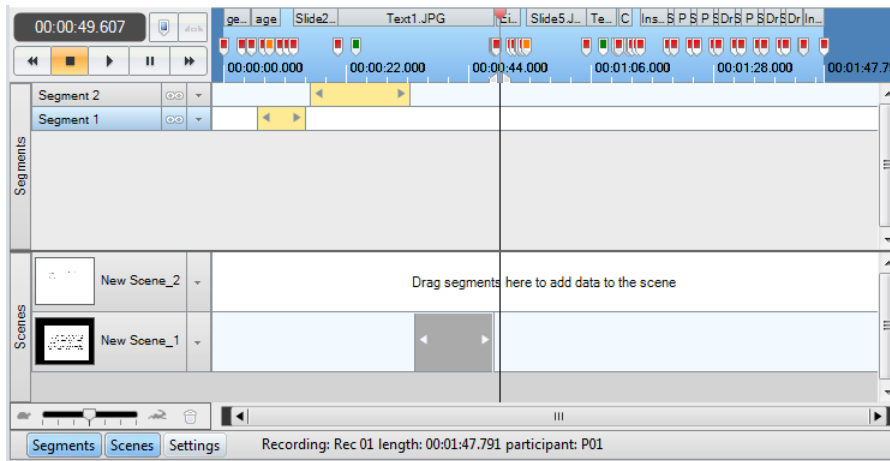 00:00:49.607
ge... age Slide2... Text1.JPG Slide5.J... Te... C Ins... S P S P S Dr S P S Dr S Dr In...
00:00:00.000 00:00:22.000 00:00:44.000 00:01:06.000 00:01:28.000 00:01:47.7
Segment 2
Segment 1
Segments
New Scene_2 Drag segments here to add data to the scene
New Scene_1
Scenes
Segments Scenes Settings Recording: Rec 01 length: 00:01:47.791 participant: P01